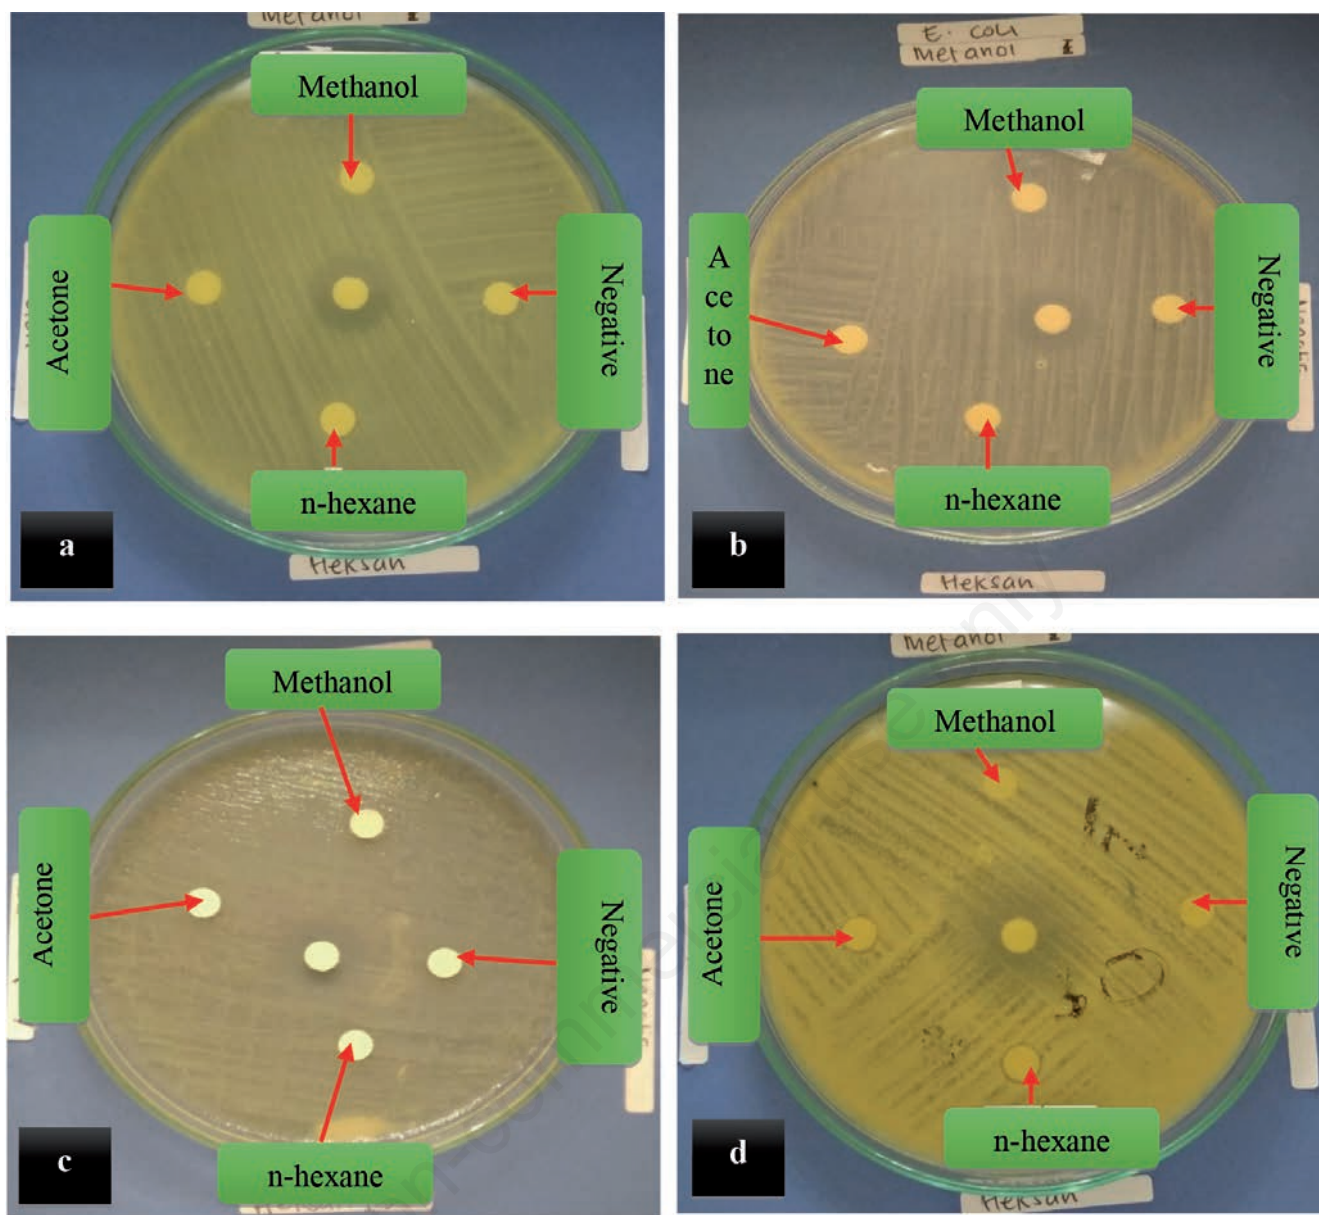 Metanol I
Methanol
Acetone
Negative
n-hexane
Heksan
a
E. coli
Metanol I
Methanol
A
ce
to
ne
Negative
n-hexane
Heksan
b
Methanol
Acetone
Negative
n-hexane
c
Metanol I
Methanol
Acetone
Negative
n-hexane
Heksan
d